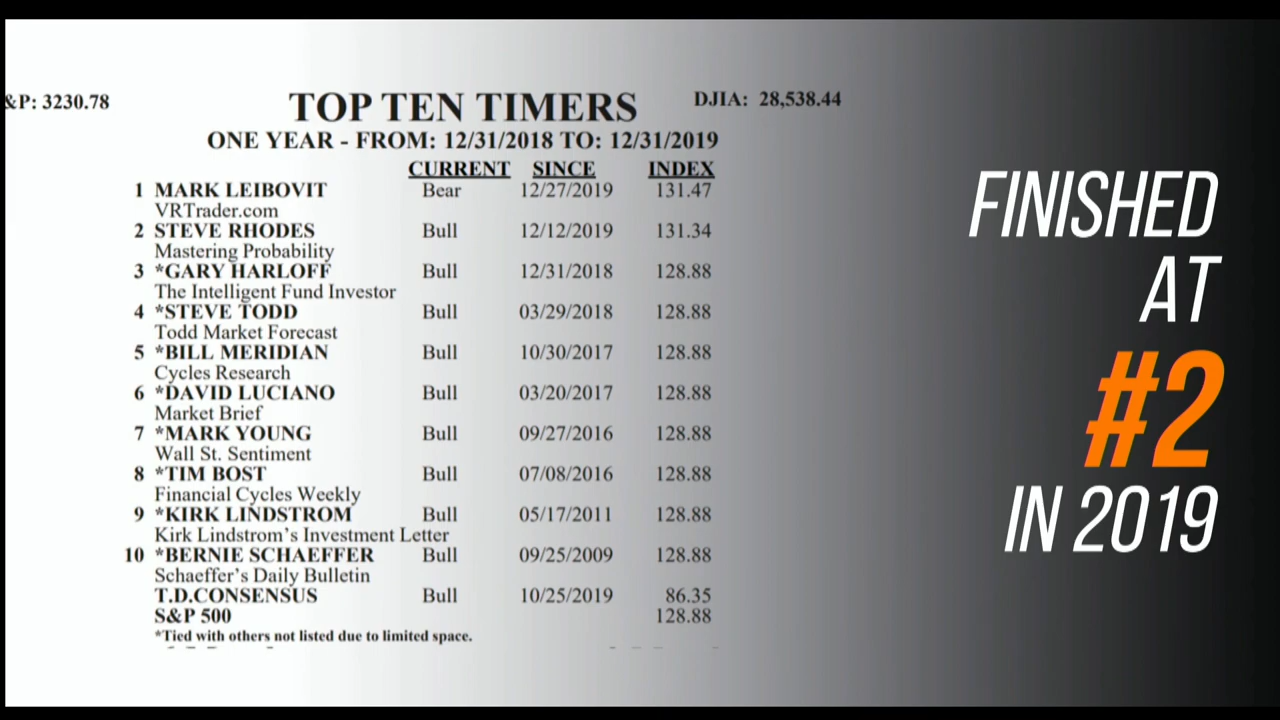 &P: 3230.78
TOP TEN TIMERS
DJIA: 28,538.44
ONE YEAR - FROM: 12/31/2018 TO: 12/31/2019
CURRENT SINCE INDEX
1 MARK LEIBOVIT Bear 12/27/2019 131.47
VRTrader.com
2 STEVE RHODES Bull 12/12/2019 131.34
Mastering Probability
3 *GARY HARLOFF Bull 12/31/2018 128.88
The Intelligent Fund Investor
4 *STEVE TODD Bull 03/29/2018 128.88
Todd Market Forecast
5 *BILL MERIDIAN Bull 10/30/2017 128.88
Cycles Research
6 *DAVID LUCIANO Bull 03/20/2017 128.88
Market Brief
7 *MARK YOUNG Bull 09/27/2016 128.88
Wall St. Sentiment
8 *TIM BOST Bull 07/08/2016 128.88
Financial Cycles Weekly
9 *KIRK LINDSTROM Bull 05/17/2011 128.88
Kirk Lindstrom's Investment Letter
10 *BERNIE SCHAEFFER Bull 09/25/2009 128.88
Schaeffer's Daily Bulletin
T.D.CONSENSUS Bull 10/25/2019 86.35
S&P 500 128.88
*Tied with others not listed due to limited space.
FINISHED
AT
#2
IN 2019